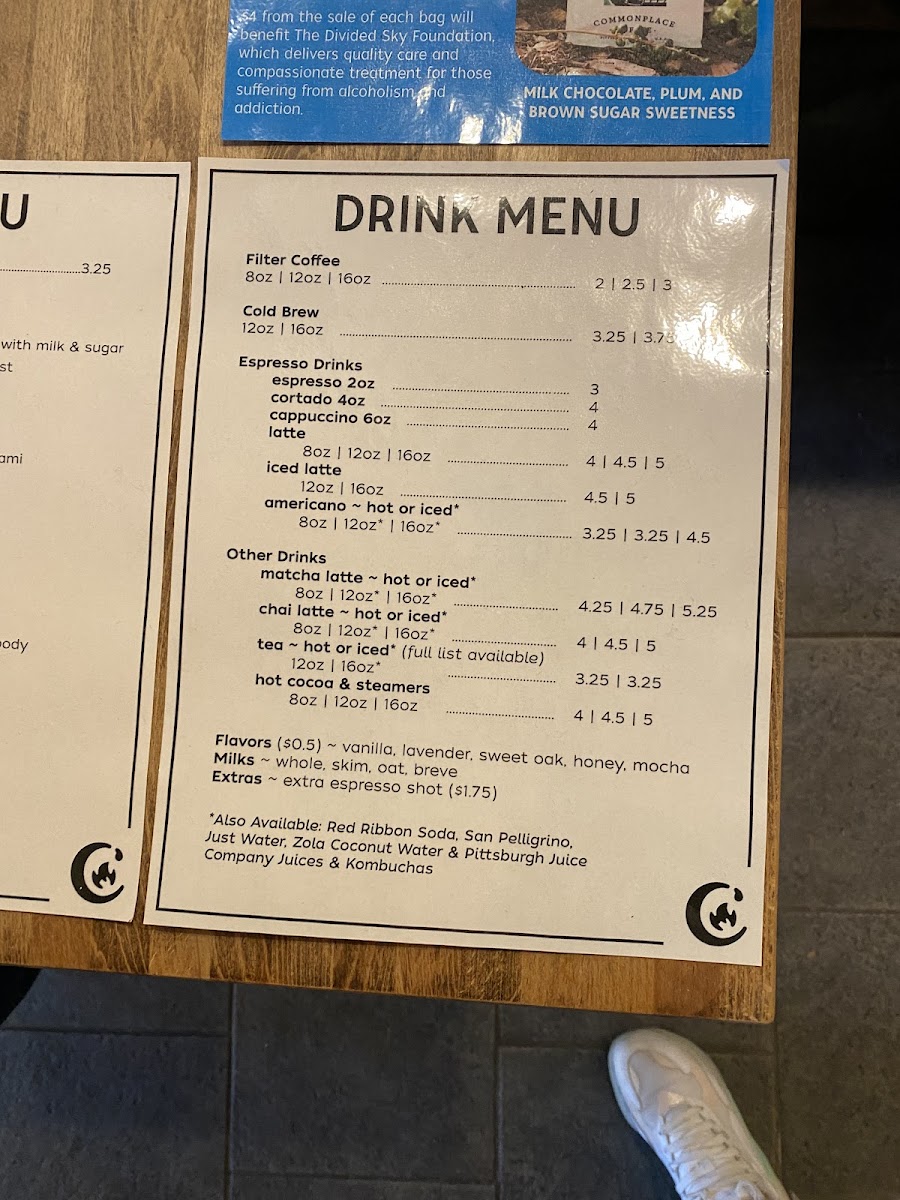 $4 from the sale of each bag will
benefit The Divided Sky Foundation,
which delivers quality care and
compassionate treatment for those
suffering from alcoholism and
addiction.
COMMONPLACE
MILK CHOCOLATE, PLUM, AND
BROWN SUGAR SWEETNESS
U
3.25
with milk & sugar
st
ami
ody
DRINK MENU
Filter Coffee
8oz | 12oz | 16oz 2 | 2.5 | 3
Cold Brew
12oz | 16oz 3.25 | 3.75
Espresso Drinks
espresso 2oz 3
cortado 4oz 4
cappuccino 6oz 4
latte
8oz | 12oz | 16oz 4 | 4.5 | 5
iced latte
12oz | 16oz 4.5 | 5
americano ~ hot or iced*
8oz | 12oz* | 16oz* 3.25 | 3.25 | 4.5
Other Drinks
matcha latte ~ hot or iced*
8oz | 12oz* | 16oz* 4.25 | 4.75 | 5.25
chai latte ~ hot or iced*
8oz | 12oz* | 16oz* 4 | 4.5 | 5
tea ~ hot or iced* (full list available)
12oz | 16oz* 3.25 | 3.25
hot cocoa & steamers
8oz | 12oz | 16oz 4 | 4.5 | 5
Flavors ($0.5) ~ vanilla, lavender, sweet oak, honey, mocha
Milks ~ whole, skim, oat, breve
Extras ~ extra espresso shot ($1.75)
*Also Available: Red Ribbon Soda, San Pelligrino,
Just Water, Zola Coconut Water & Pittsburgh Juice
Company Juices & Kombuchas